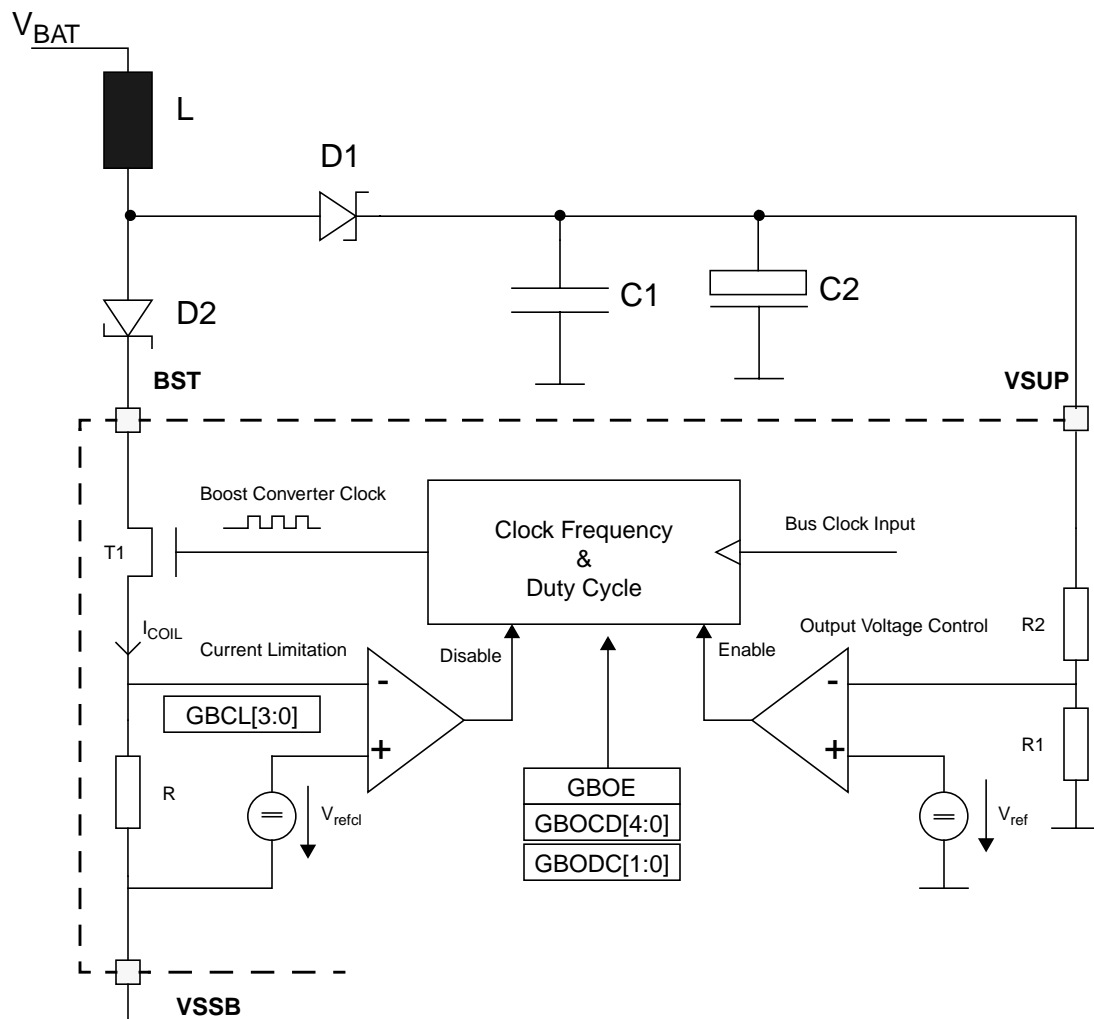 VBAT
L
D1
D2
C1
C2
BST
VSUP
Boost Converter Clock
Clock Frequency
&
Duty Cycle
Bus Clock Input
T1
ICOIL
Current Limitation
Disable
Enable
Output Voltage Control
R2
-
-
GBCL[3:0]
+
+
R
Vrefcl
GBOE
GBOCD[4:0]
GBODC[1:0]
Vref
R1
VSSB